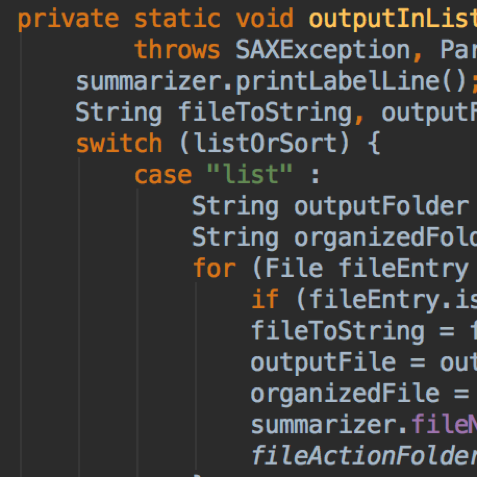 private static void outputInList
throws SAXException, Par
summarizer.printLabelLine();
String fileToString, outputF
switch (listOrSort) {
case "list" :
String outputFolder
String organizedFold
for (File fileEntry
if (fileEntry.is
fileToString = f
outputFile = out
organizedFile =
summarizer.fileN
fileActionFolder
}